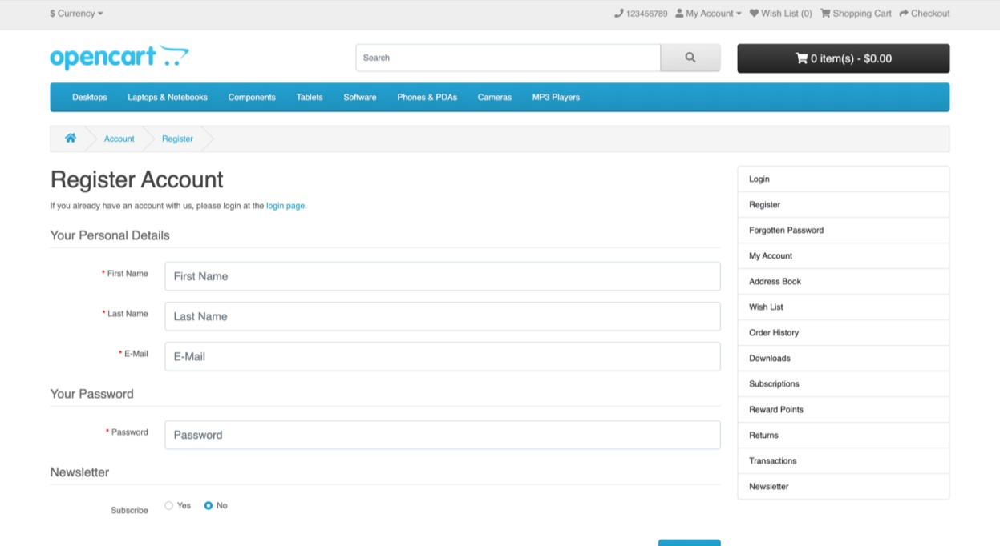 $ Currency
123456789 My Account Wish List (0) Shopping Cart Checkout
opencart
Search
0 item(s) - $0.00
Desktops Laptops & Notebooks Components Tablets Software Phones & PDAs Cameras MP3 Players
Account Register
Register Account
If you already have an account with us, please login at the login page.
Your Personal Details
* First Name First Name
* Last Name Last Name
* E-Mail E-Mail
Your Password
* Password Password
Newsletter
Subscribe Yes No
Login
Register
Forgotten Password
My Account
Address Book
Wish List
Order History
Downloads
Subscriptions
Reward Points
Returns
Transactions
Newsletter